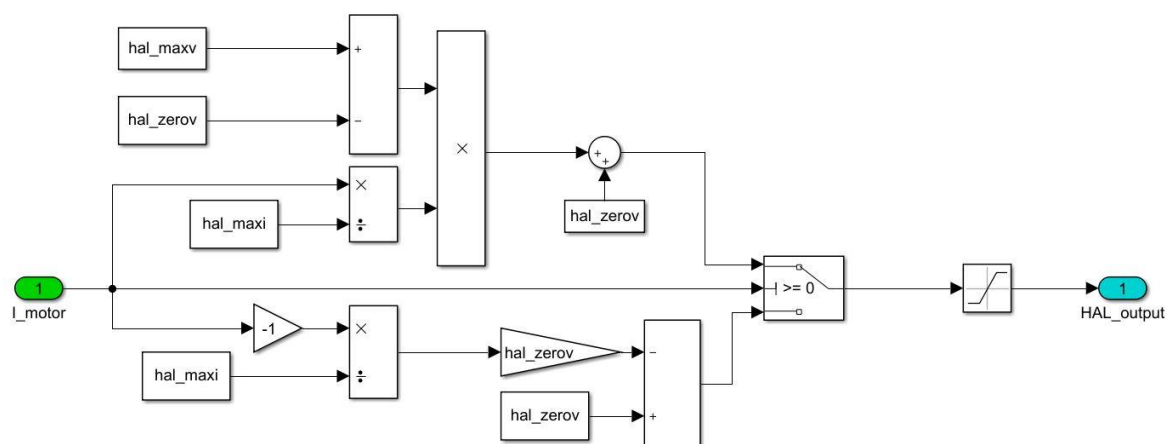 hal_maxv
+
hal_zerov
−
×
+
+
hal_zerov
×
hal_maxi
÷
1
I_motor
>= 0
1
HAL_output
-1
×
hal_maxi
÷
hal_zerov
−
hal_zerov
+